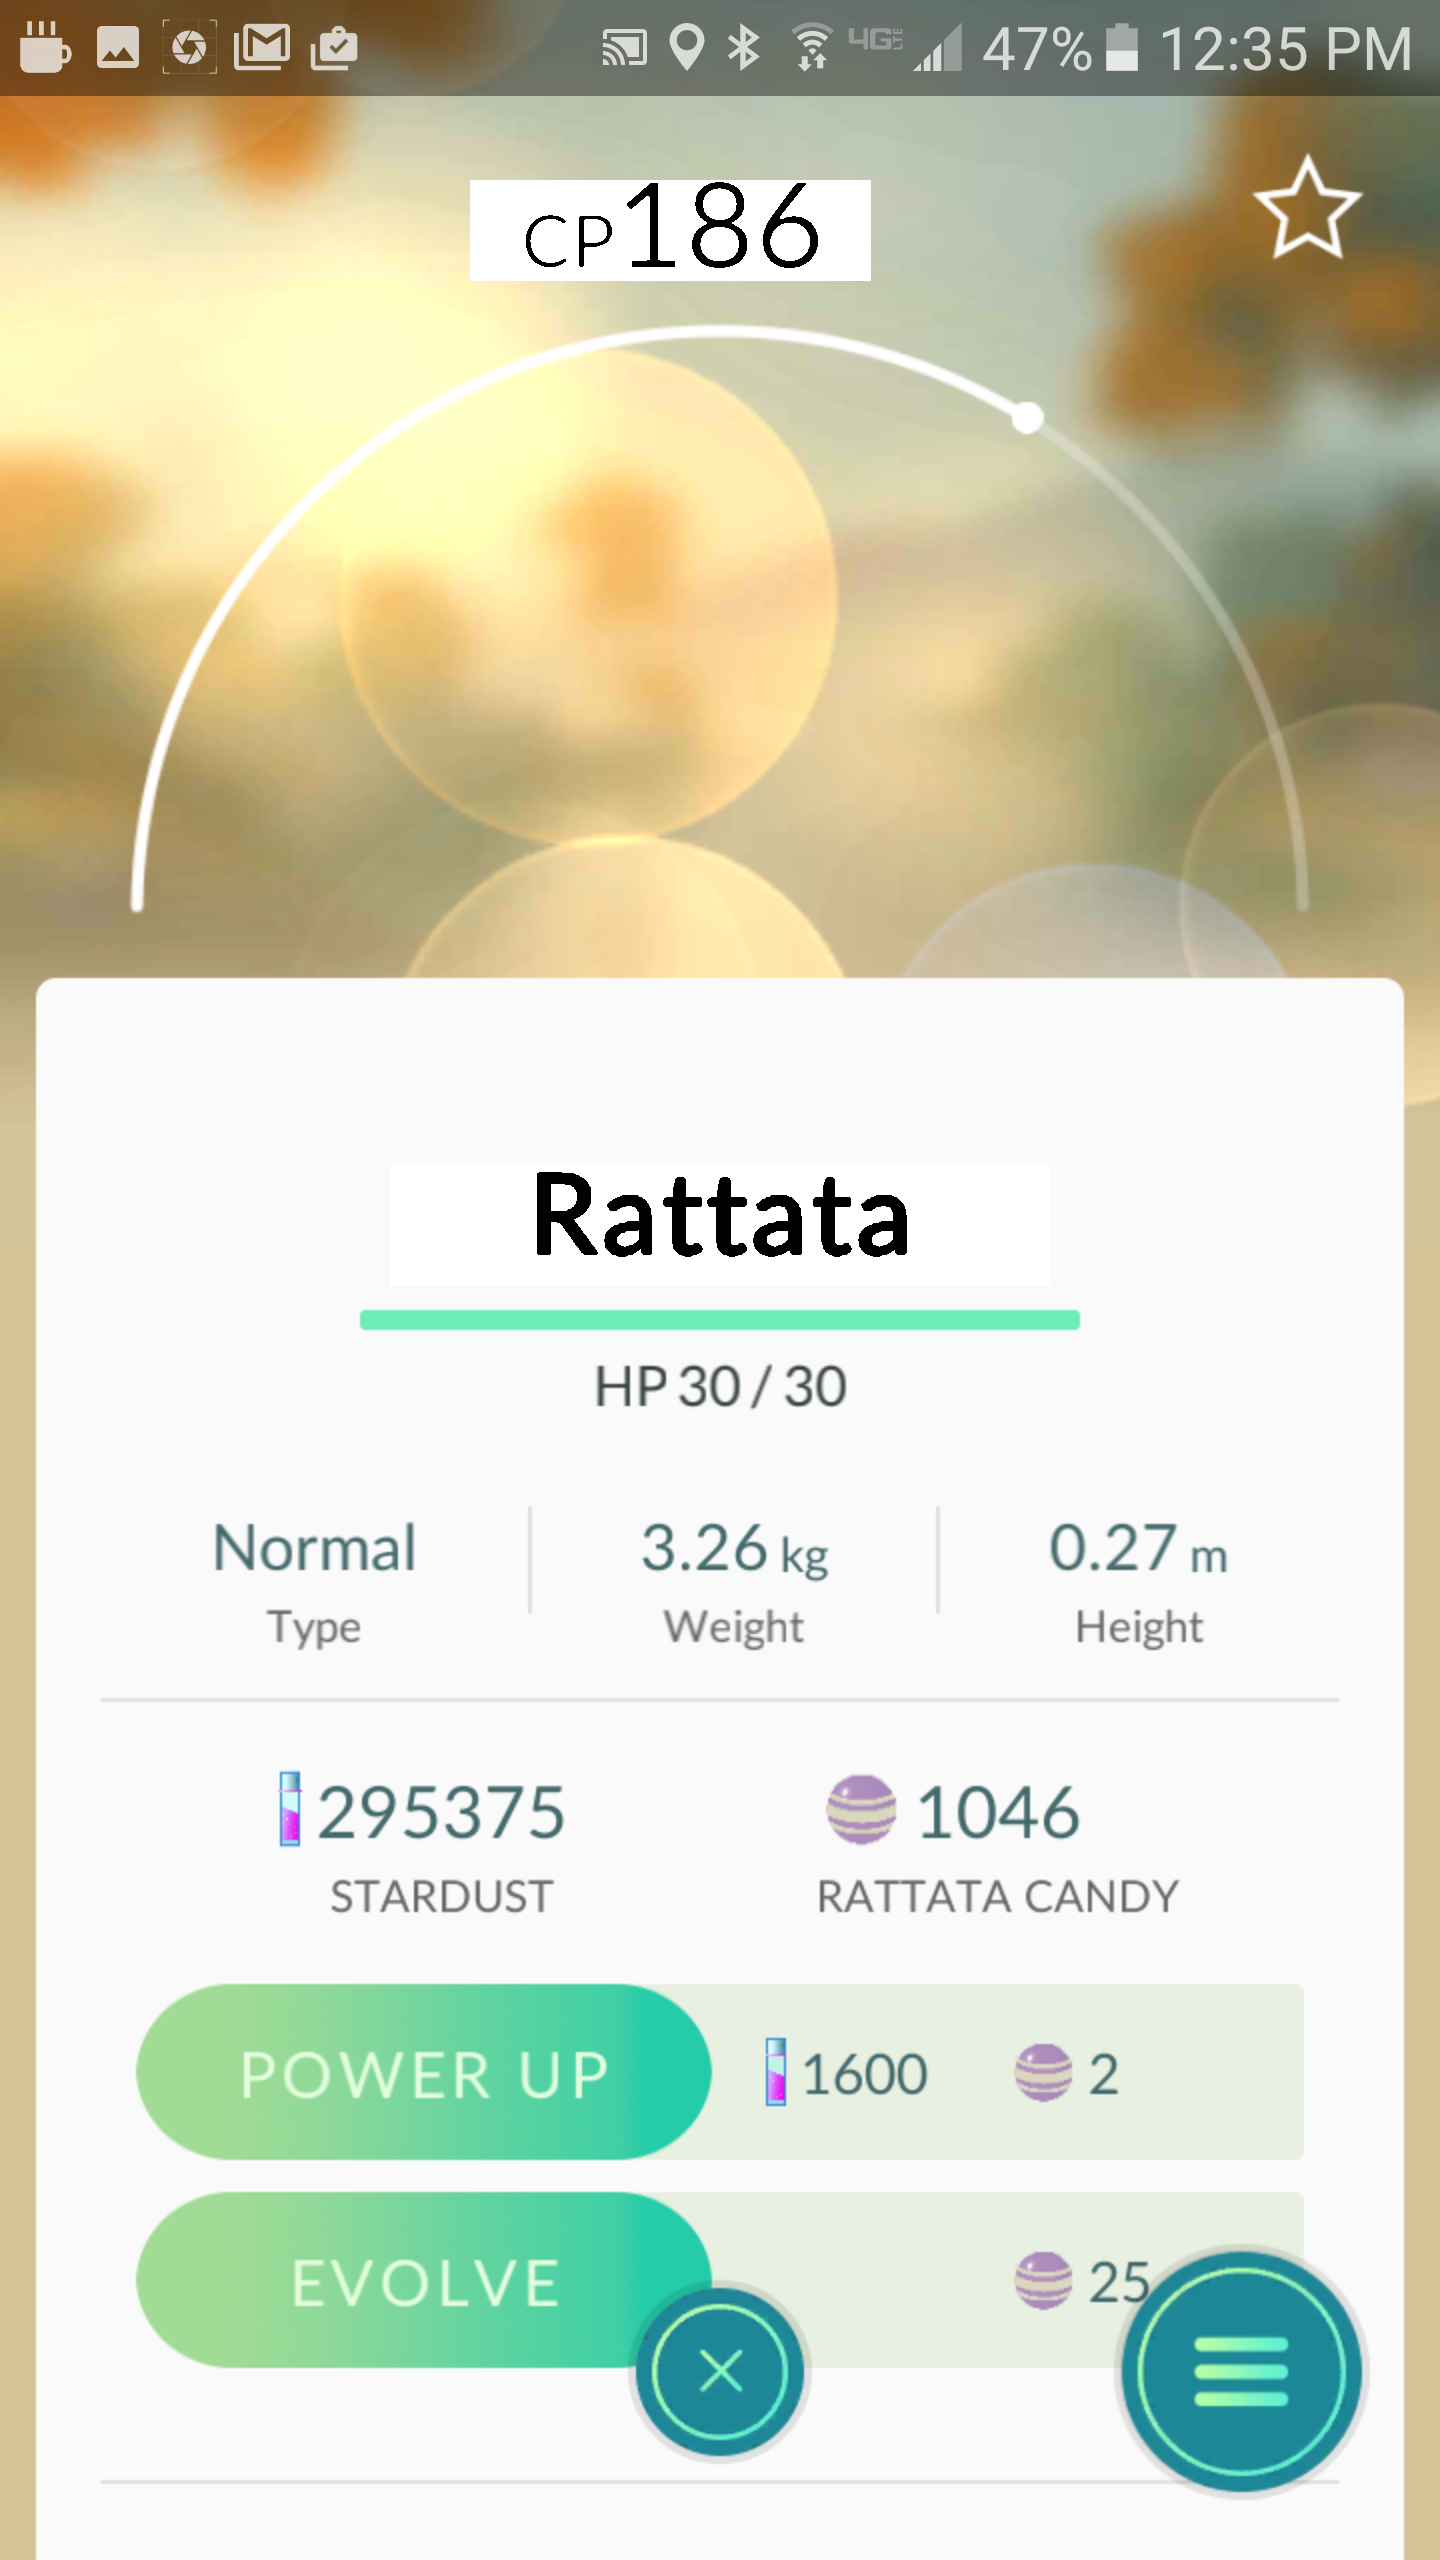 4G LTE 47% 12:35 PM
CP186
Rattata
HP 30 / 30
Normal 3.26 kg 0.27 m
Type Weight Height
295375 1046
STARDUST RATTATA CANDY
POWER UP 1600 2
EVOLVE 25